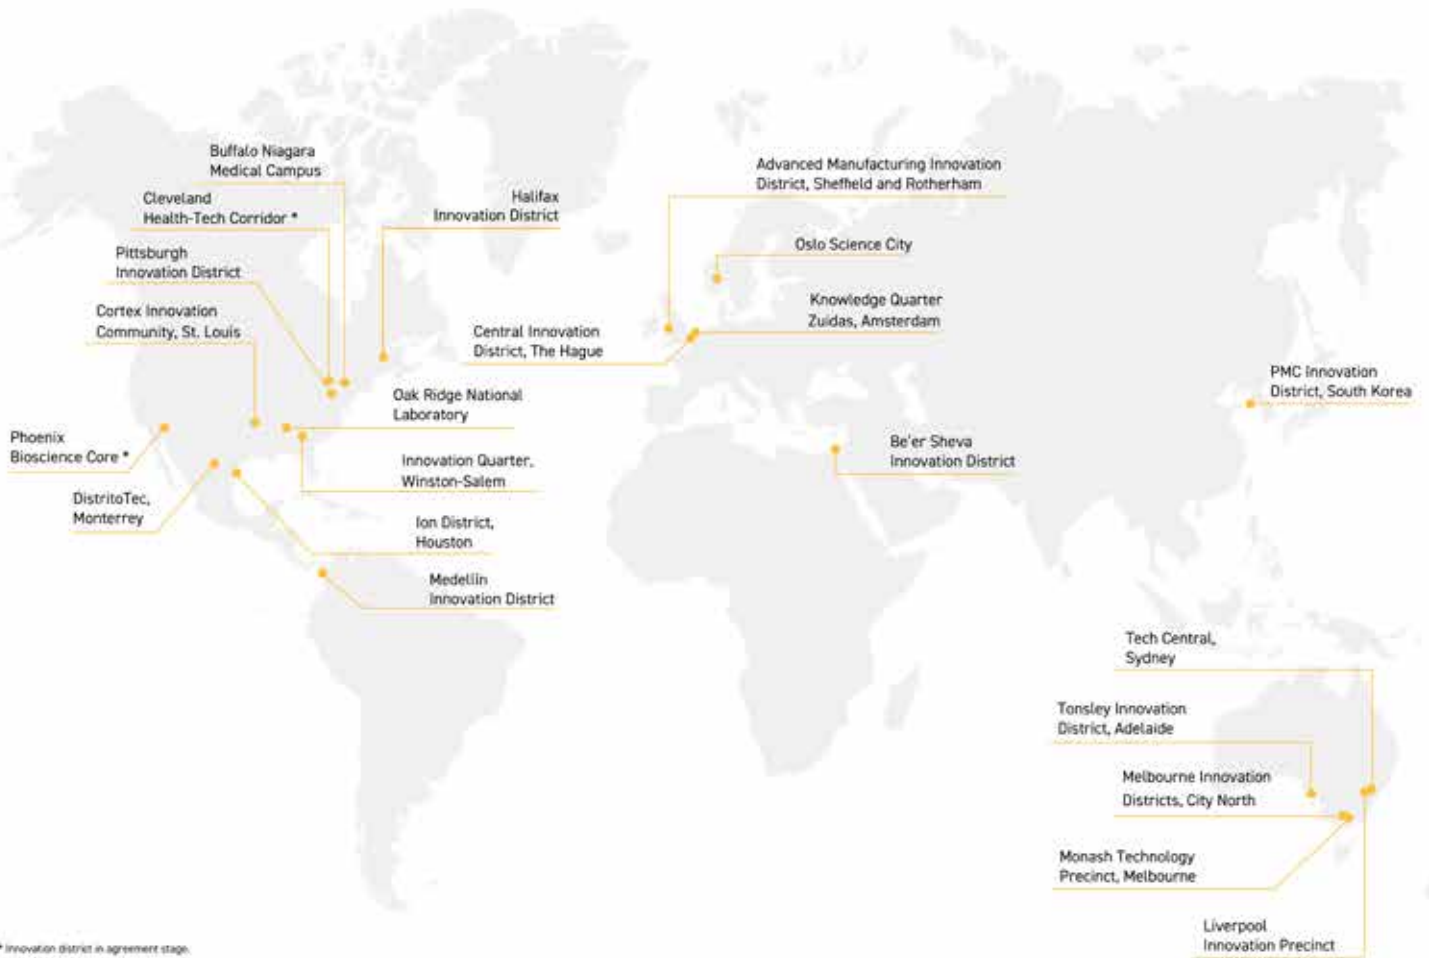 Buffalo Niagara
Medical Campus
Cleveland
Health-Tech Corridor *
Pittsburgh
Innovation District
Cortex Innovation
Community, St. Louis
Phoenix
Bioscience Core *
DistritoTec,
Monterrey
Halifax
Innovation District
Oak Ridge National
Laboratory
Innovation Quarter,
Winston-Salem
Ion District,
Houston
Medellin
Innovation District
Central Innovation
District, The Hague
Advanced Manufacturing Innovation
District, Sheffield and Rotherham
Oslo Science City
Knowledge Quarter
Zuidas, Amsterdam
Be'er Sheva
Innovation District
PMC Innovation
District, South Korea
Tech Central,
Sydney
Tonsley Innovation
District, Adelaide
Melbourne Innovation
Districts, City North
Monash Technology
Precinct, Melbourne
Liverpool
Innovation Precinct
* Innovation district in agreement stage.